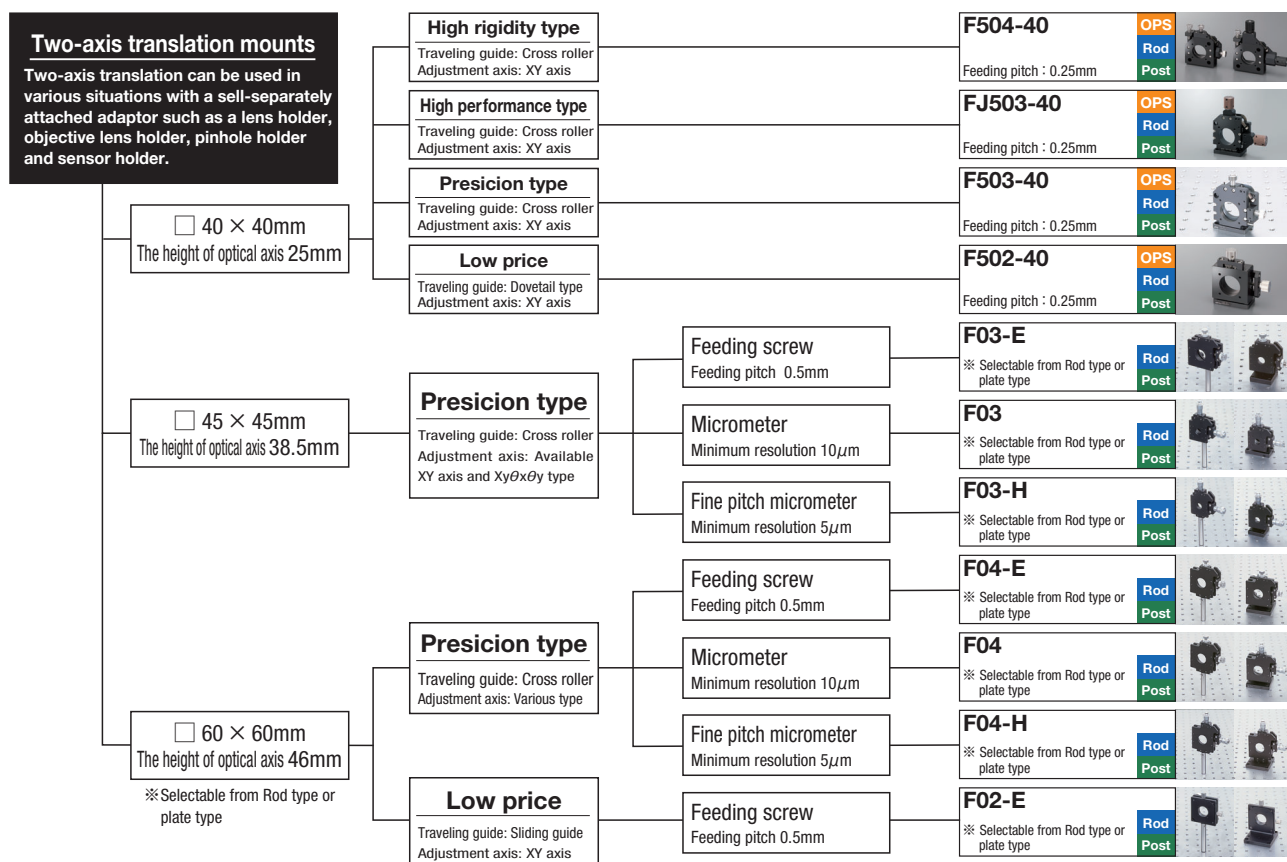 Two-axis translation mounts
Two-axis translation can be used in
various situations with a sell-separately
attached adaptor such as a lens holder,
objective lens holder, pinhole holder
and sensor holder.
□ 40 × 40mm
The height of optical axis 25mm
High rigidity type
Traveling guide: Cross roller
Adjustment axis: XY axis
F504-40
Feeding pitch : 0.25mm
OPS
Rod
Post
High performance type
Traveling guide: Cross roller
Adjustment axis: XY axis
FJ503-40
Feeding pitch : 0.25mm
OPS
Rod
Post
Presicion type
Traveling guide: Cross roller
Adjustment axis: XY axis
F503-40
Feeding pitch : 0.25mm
OPS
Rod
Post
Low price
Traveling guide: Dovetail type
Adjustment axis: XY axis
F502-40
Feeding pitch : 0.25mm
OPS
Rod
Post
□ 45 × 45mm
The height of optical axis 38.5mm
Presicion type
Traveling guide: Cross roller
Adjustment axis: Available
XY axis and Xyθxθy type
Feeding screw
Feeding pitch 0.5mm
F03-E
※ Selectable from Rod type or
plate type
Rod
Post
Micrometer
Minimum resolution 10μm
F03
※ Selectable from Rod type or
plate type
Rod
Post
Fine pitch micrometer
Minimum resolution 5μm
F03-H
※ Selectable from Rod type or
plate type
Rod
Post
□ 60 × 60mm
The height of optical axis 46mm
※Selectable from Rod type or
plate type
Presicion type
Traveling guide: Cross roller
Adjustment axis: Various type
Feeding screw
Feeding pitch 0.5mm
F04-E
※ Selectable from Rod type or
plate type
Rod
Post
Micrometer
Minimum resolution 10μm
F04
※ Selectable from Rod type or
plate type
Rod
Post
Fine pitch micrometer
Minimum resolution 5μm
F04-H
※ Selectable from Rod type or
plate type
Rod
Post
Low price
Traveling guide: Sliding guide
Adjustment axis: XY axis
Feeding screw
Feeding pitch 0.5mm
F02-E
※ Selectable from Rod type or
plate type
Rod
Post